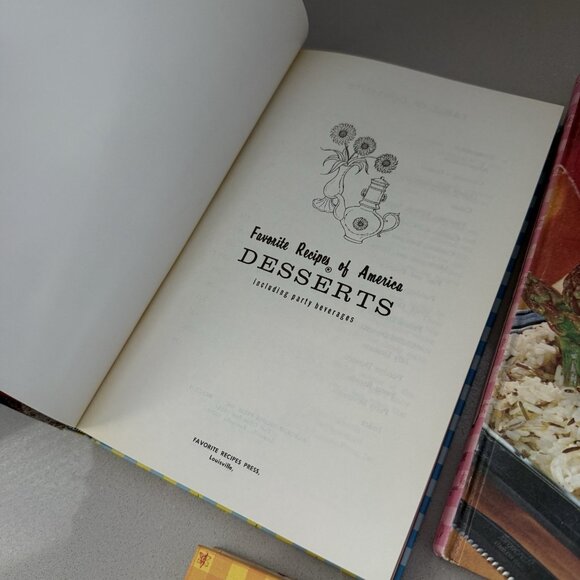 Favorite Recipes of America
®
DESSERTS
including party beverages
FAVORITE RECIPES PRESS,
Louisville,